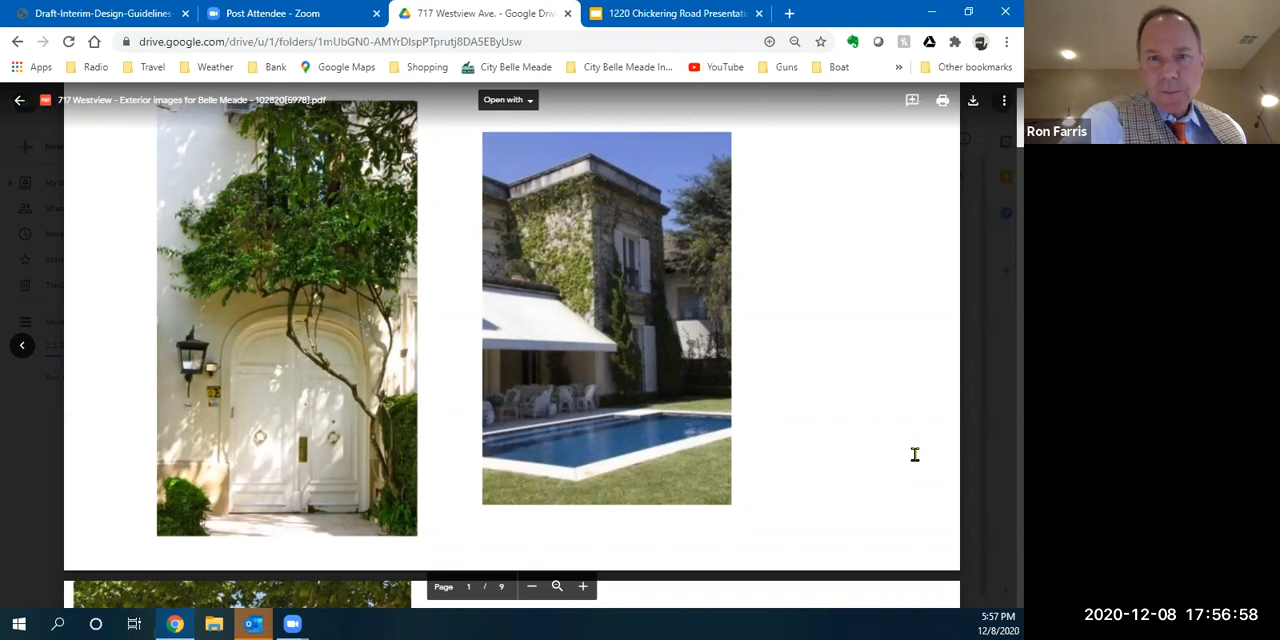 Draft-Interim-Design-Guidelines-
Post Attendee - Zoom
717 Westview Ave. - Google Driv
1220 Chickering Road Presentati
drive.google.com/drive/u/1/folders/1mUbGN0-AMYrDIspPTprutj8DA5EByUsw
Apps
Radio
Travel
Weather
Bank
Google Maps
Shopping
City Belle Meade
City Belle Meade In...
YouTube
Guns
Boat
»
Other bookmarks
717 Westview - Exterior images for Belle Meade - 102820[5978].pdf
Open with
Ron Farris
Page 1 / 9
5:57 PM
12/8/2020
2020-12-08 17:56:58